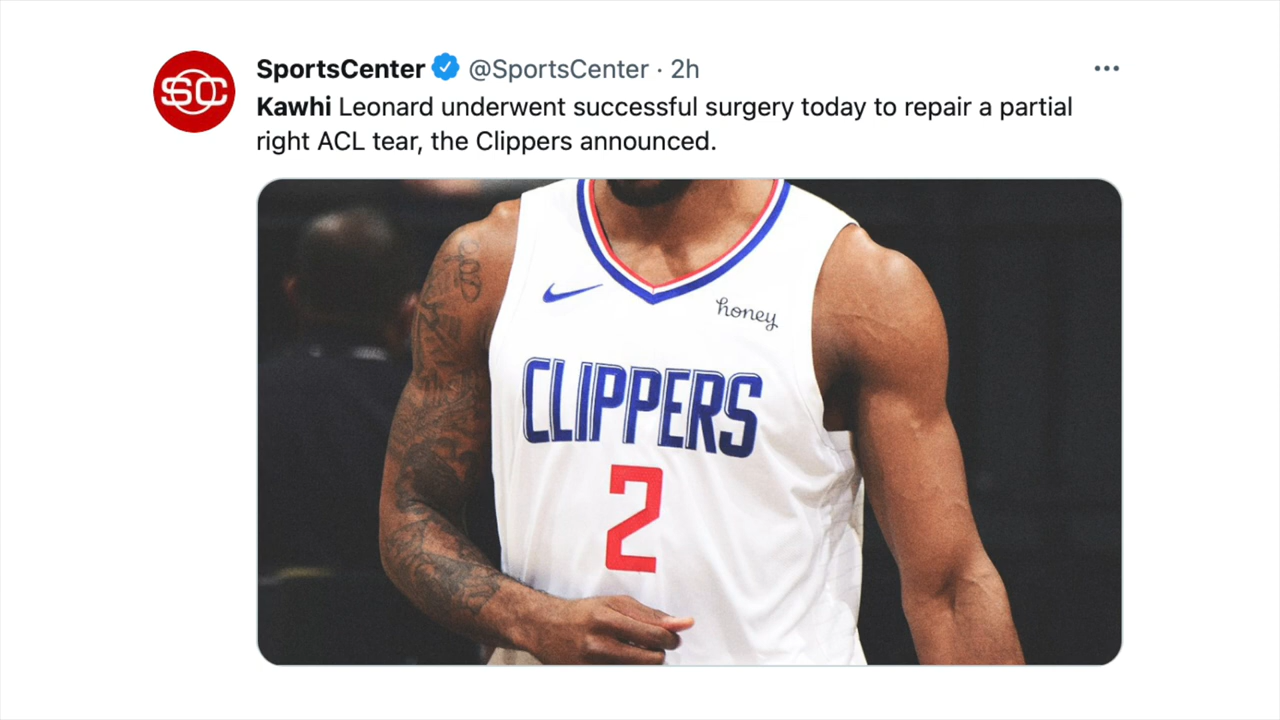 SportsCenter @SportsCenter · 2h
Kawhi Leonard underwent successful surgery today to repair a partial
right ACL tear, the Clippers announced.
SC
honey
CLIPPERS
2